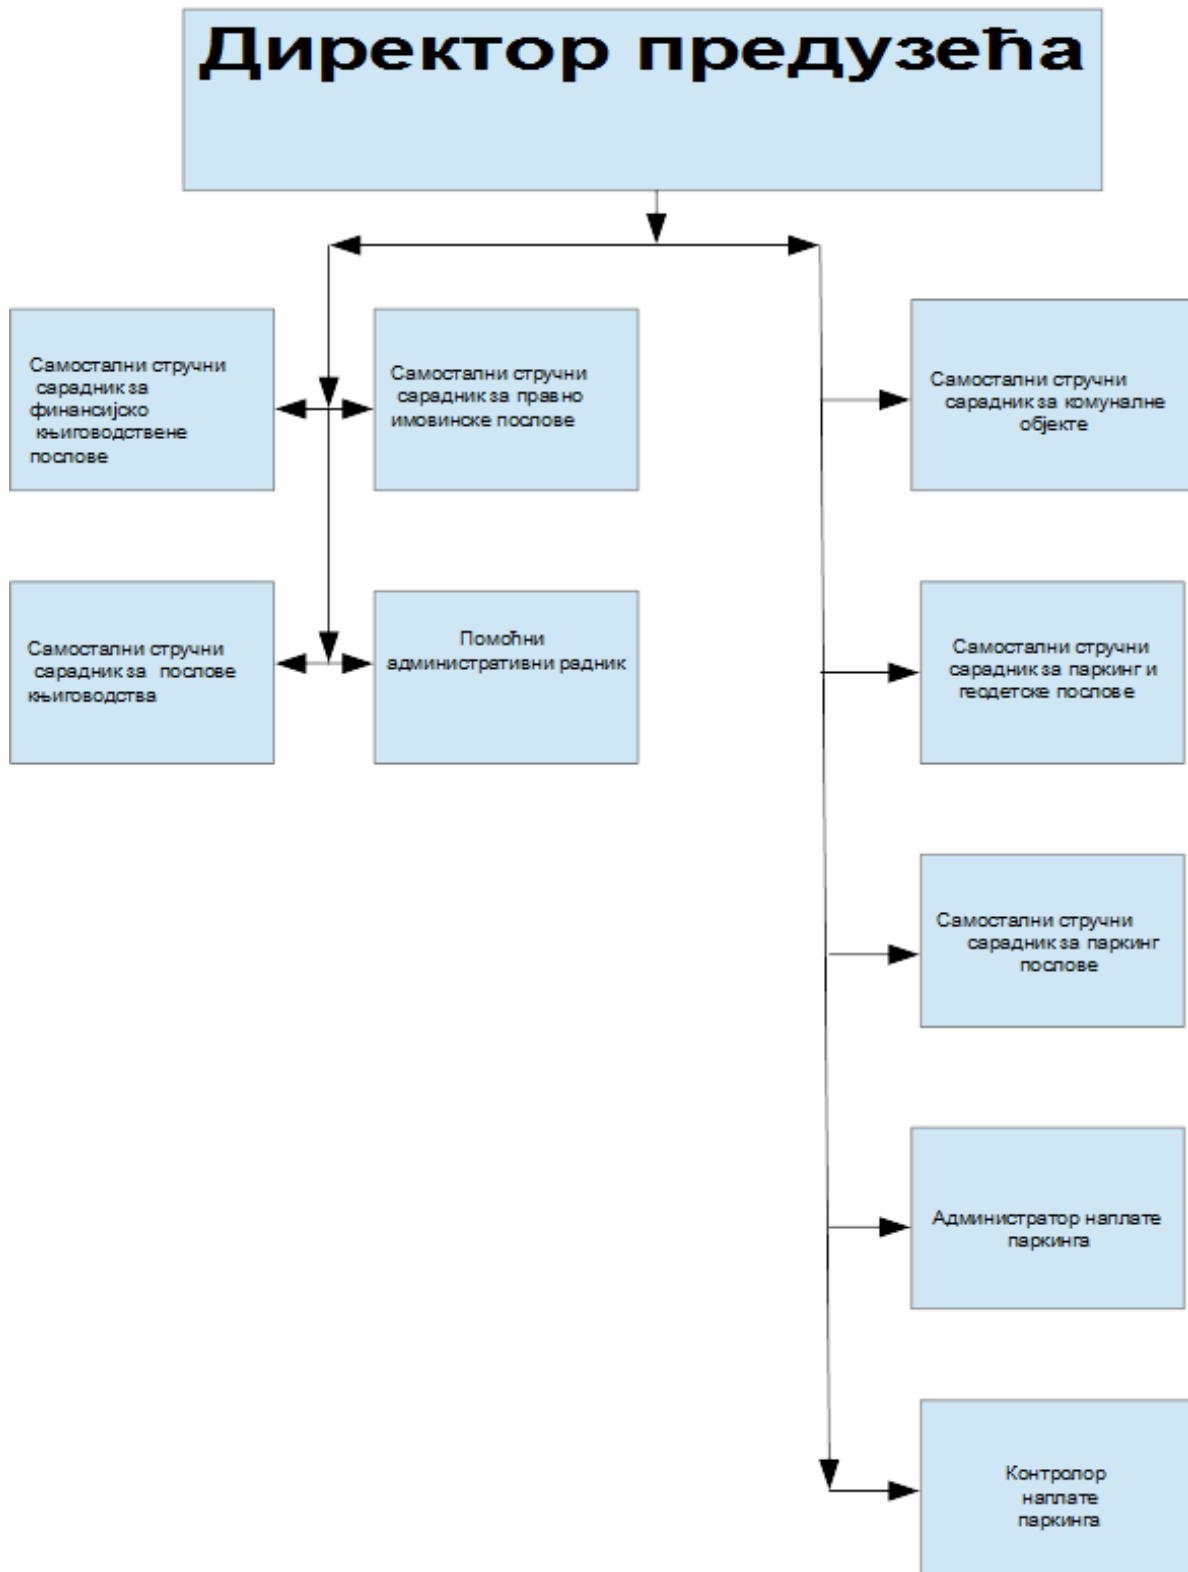 Директор предузећа
Самостални стручни
сарадник за
финансијско
књиговодствене
послове
Самостални стручни
сарадник за правно
имовинске послове
Самостални стручни
сарадник за комуналне
објекте
Самостални стручни
сарадник за послове
књиговодства
Помоћни
административни радник
Самостални стручни
сарадник за паркинг и
геодетске послове
Самостални стручни
сарадник за паркинг
послове
Администратор наплате
паркинга
Контролор
наплате
паркинга